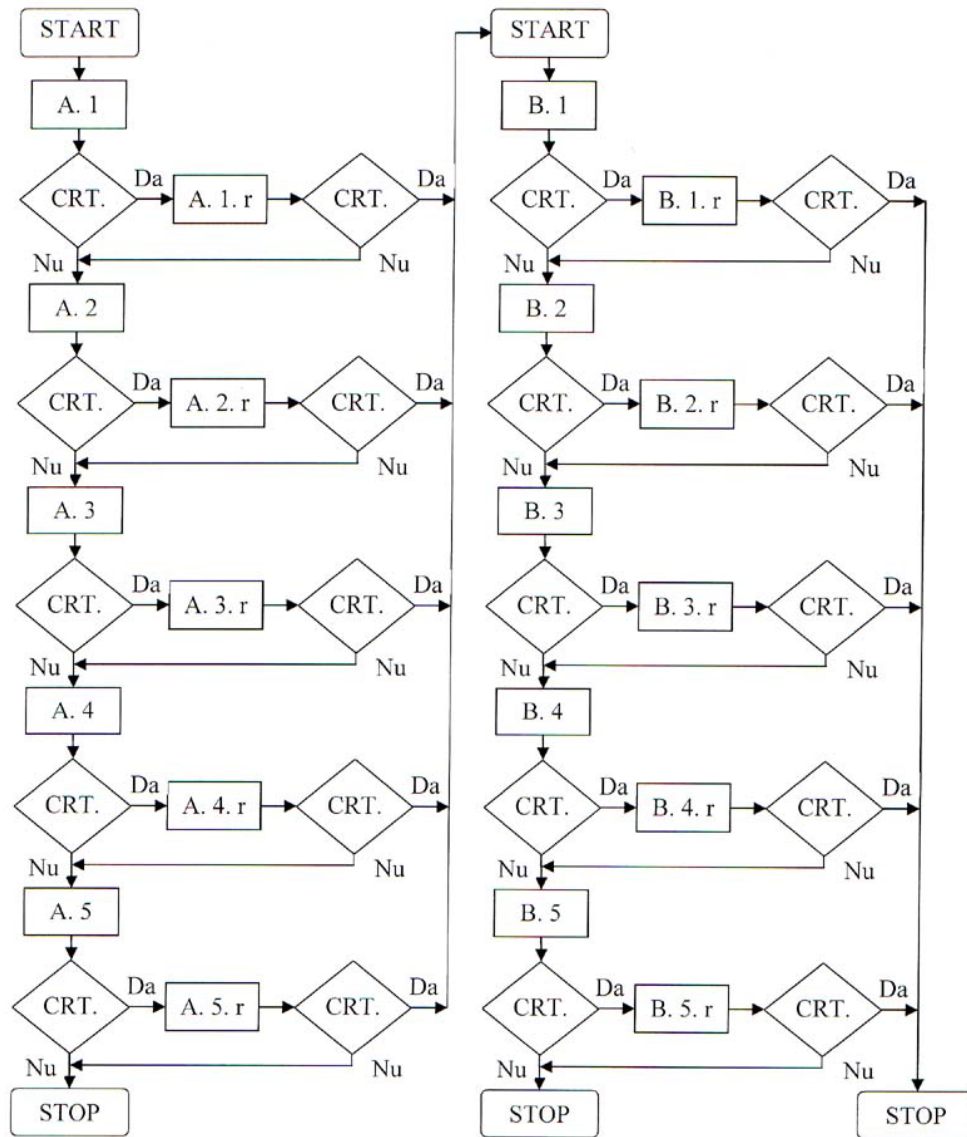 START START
A. 1 B. 1
CRT. Da A. 1. r CRT. Da CRT. Da B. 1. r CRT. Da
Nu Nu Nu Nu
A. 2 B. 2
CRT. Da A. 2. r CRT. Da CRT. Da B. 2. r CRT. Da
Nu Nu Nu Nu
A. 3 B. 3
CRT. Da A. 3. r CRT. Da CRT. Da B. 3. r CRT. Da
Nu Nu Nu Nu
A. 4 B. 4
CRT. Da A. 4. r CRT. Da CRT. Da B. 4. r CRT. Da
Nu Nu Nu Nu
A. 5 B. 5
CRT. Da A. 5. r CRT. Da CRT. Da B. 5. r CRT. Da
Nu Nu Nu Nu
STOP STOP STOP